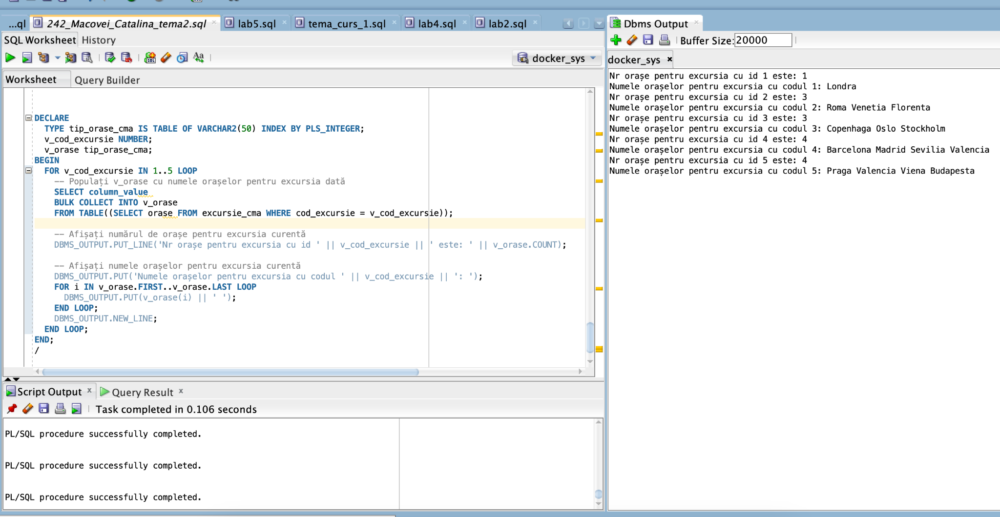 ...ql
242_Macovei_Catalina_tema2.sql
lab5.sql
tema_curs_1.sql
lab4.sql
lab2.sql
SQL Worksheet History
docker_sys
Worksheet Query Builder
DECLARE
TYPE tip_orase_cma IS TABLE OF VARCHAR2(50) INDEX BY PLS_INTEGER;
v_cod_excursie NUMBER;
v_orase tip_orase_cma;
BEGIN
FOR v_cod_excursie IN 1..5 LOOP
-- Populați v_orase cu numele orașelor pentru excursia dată
SELECT column_value
BULK COLLECT INTO v_orase
FROM TABLE((SELECT orașe FROM excursie_cma WHERE cod_excursie = v_cod_excursie));
-- Afișați numărul de orașe pentru excursia curentă
DBMS_OUTPUT.PUT_LINE('Nr orașe pentru excursia cu id ' || v_cod_excursie || ' este: ' || v_orase.COUNT);
-- Afișați numele orașelor pentru excursia curentă
DBMS_OUTPUT.PUT('Numele orașelor pentru excursia cu codul ' || v_cod_excursie || ': ');
FOR i IN v_orase.FIRST..v_orase.LAST LOOP
DBMS_OUTPUT.PUT(v_orase(i) || ' ');
END LOOP;
DBMS_OUTPUT.NEW_LINE;
END LOOP;
END;
/
Script Output
Query Result
Task completed in 0.106 seconds
PL/SQL procedure successfully completed.
PL/SQL procedure successfully completed.
PL/SQL procedure successfully completed.
Dbms Output
Buffer Size: 20000
docker_sys
Nr orașe pentru excursia cu id 1 este: 1
Numele orașelor pentru excursia cu codul 1: Londra
Nr orașe pentru excursia cu id 2 este: 3
Numele orașelor pentru excursia cu codul 2: Roma Venetia Florenta
Nr orașe pentru excursia cu id 3 este: 3
Numele orașelor pentru excursia cu codul 3: Copenhaga Oslo Stockholm
Nr orașe pentru excursia cu id 4 este: 4
Numele orașelor pentru excursia cu codul 4: Barcelona Madrid Sevilia Valencia
Nr orașe pentru excursia cu id 5 este: 4
Numele orașelor pentru excursia cu codul 5: Praga Valencia Viena Budapesta